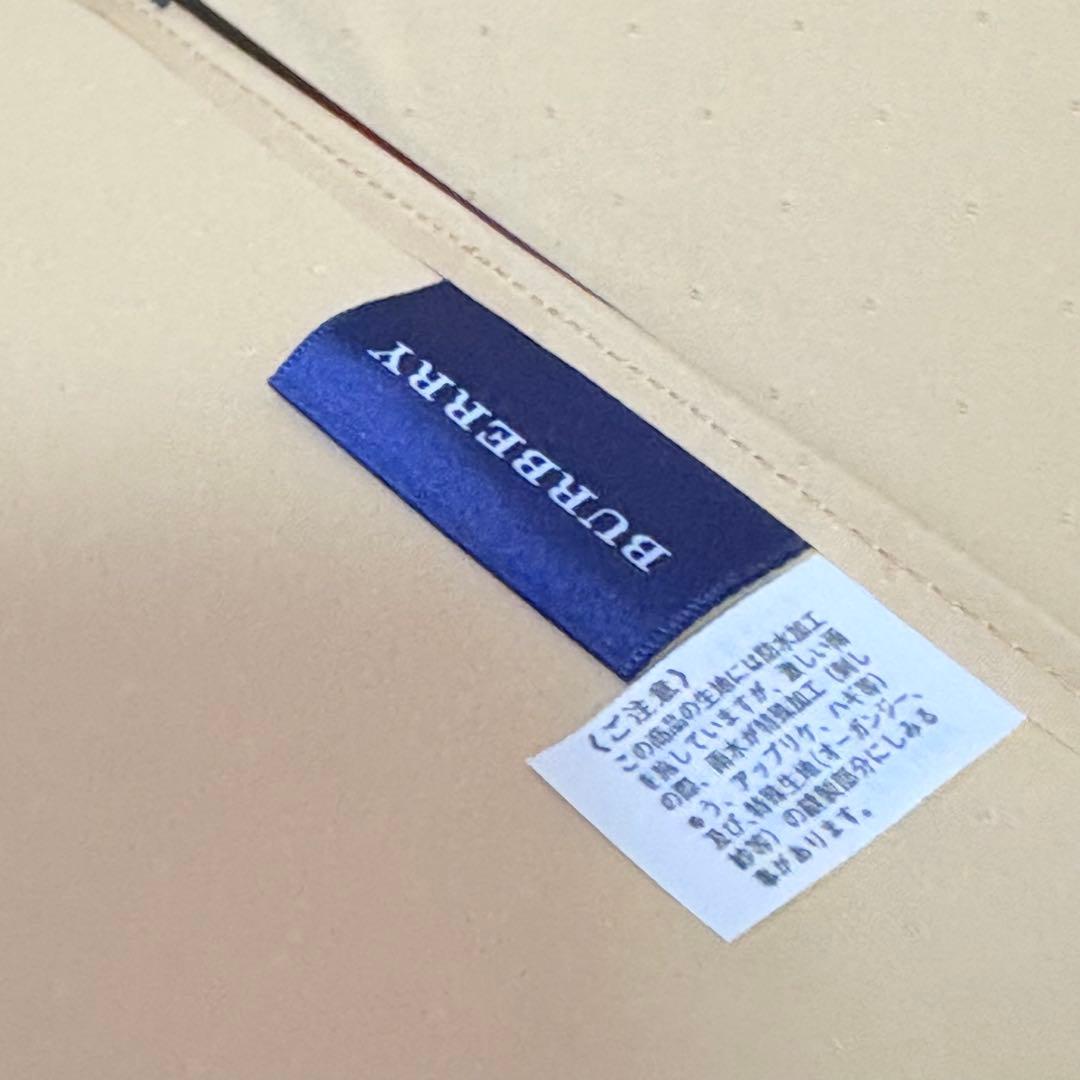 BURBERRY
〈ご注意〉
この商品の生地には防水加工
を施していますが、激しい雨
の際、雨水が特殊加工（刺し
ゅう、アップリケ、ハギ等）
及び、特殊生地(オーガンジー、
紗等）の縫製部分にしみる
事があります。